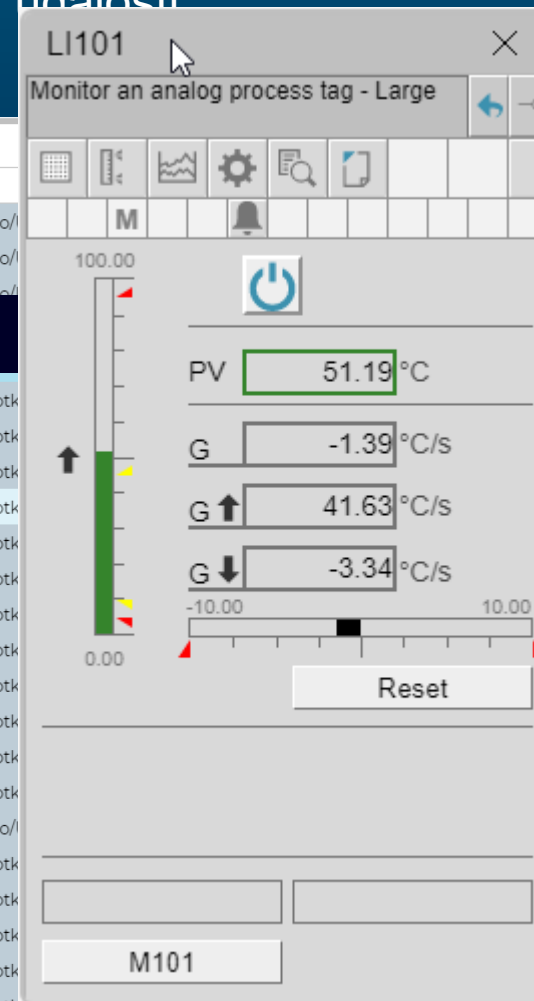 LI101
Monitor an analog process tag - Large
M
100.00
PV 51.19 °C
G -1.39 °C/s
G 41.63 °C/s
G -3.34 °C/s
-10.00 10.00
0.00
Reset
M101